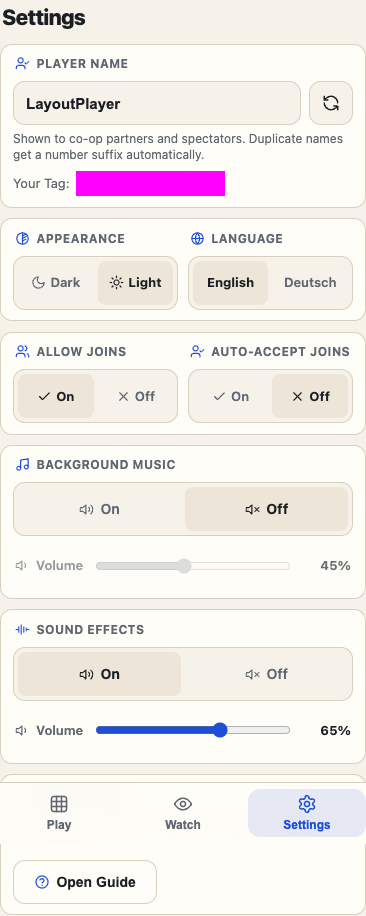 Settings
PLAYER NAME
LayoutPlayer
Shown to co-op partners and spectators. Duplicate names
get a number suffix automatically.
Your Tag:
APPEARANCE
Dark
Light
LANGUAGE
English
Deutsch
ALLOW JOINS
On
Off
AUTO-ACCEPT JOINS
On
Off
BACKGROUND MUSIC
On
Off
Volume
45%
SOUND EFFECTS
On
Off
Volume
65%
Play
Watch
Settings
Open Guide